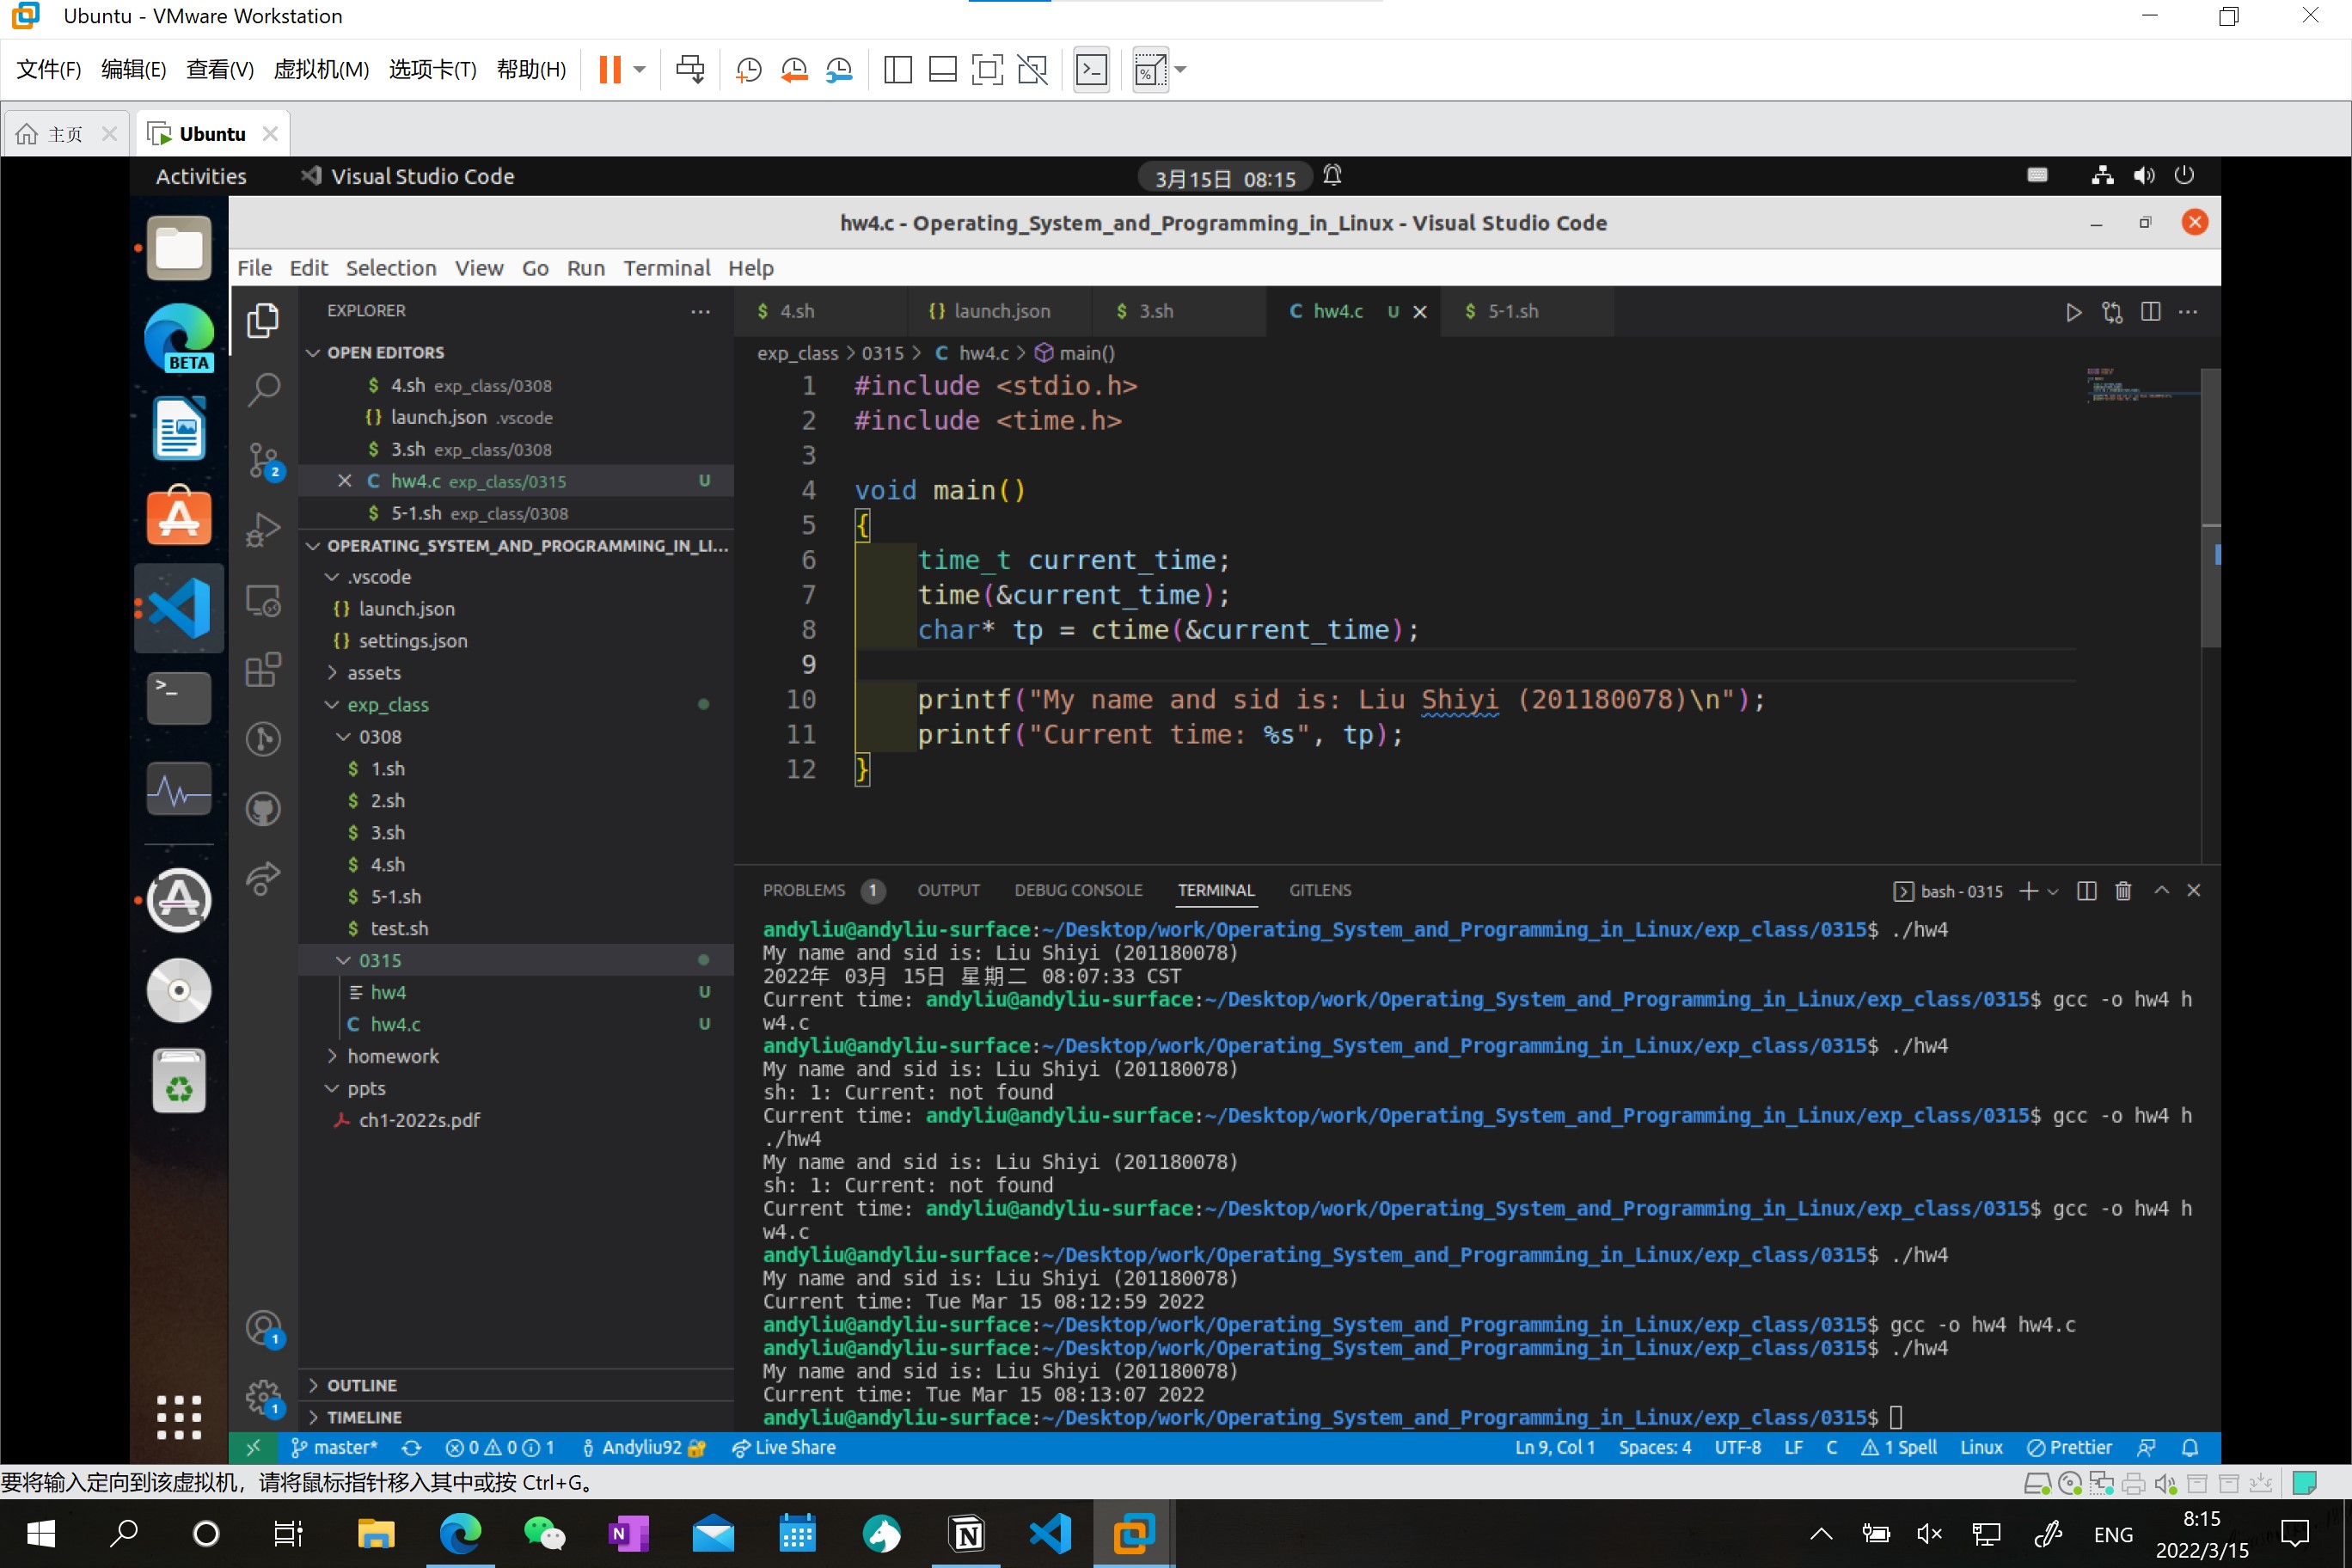 Ubuntu - VMware Workstation
文件(F) 编辑(E) 查看(V) 虚拟机(M) 选项卡(T) 帮助(H)
主页 Ubuntu
Activities Visual Studio Code 3月15日 08:15
hw4.c - Operating_System_and_Programming_in_Linux - Visual Studio Code
File Edit Selection View Go Run Terminal Help
BETA
EXPLORER
OPEN EDITORS
$ 4.sh exp_class/0308
{} launch.json .vscode
$ 3.sh exp_class/0308
C hw4.c exp_class/0315 U
$ 5-1.sh exp_class/0308
2
OPERATING_SYSTEM_AND_PROGRAMMING_IN_LI...
.vscode
{} launch.json
{} settings.json
assets
exp_class
0308
$ 1.sh
$ 2.sh
$ 3.sh
$ 4.sh
$ 5-1.sh
$ test.sh
0315
hw4 U
C hw4.c U
homework
ppts
ch1-2022s.pdf
1
1
OUTLINE
TIMELINE
$ 4.sh {} launch.json $ 3.sh C hw4.c U $ 5-1.sh
exp_class > 0315 > C hw4.c > main()
1 #include <stdio.h>
2 #include <time.h>
3
4 void main()
5 {
6 time_t current_time;
7 time(&current_time);
8 char* tp = ctime(&current_time);
9
10 printf("My name and sid is: Liu Shiyi (201180078)\n");
11 printf("Current time: %s", tp);
12 }
PROBLEMS 1 OUTPUT DEBUG CONSOLE TERMINAL GITLENS bash - 0315
andyliu@andyliu-surface:~/Desktop/work/Operating_System_and_Programming_in_Linux/exp_class/0315$ ./hw4
My name and sid is: Liu Shiyi (201180078)
2022年 03月 15日 星期二 08:07:33 CST
Current time: andyliu@andyliu-surface:~/Desktop/work/Operating_System_and_Programming_in_Linux/exp_class/0315$ gcc -o hw4 h
w4.c
andyliu@andyliu-surface:~/Desktop/work/Operating_System_and_Programming_in_Linux/exp_class/0315$ ./hw4
My name and sid is: Liu Shiyi (201180078)
sh: 1: Current: not found
Current time: andyliu@andyliu-surface:~/Desktop/work/Operating_System_and_Programming_in_Linux/exp_class/0315$ gcc -o hw4 h
./hw4
My name and sid is: Liu Shiyi (201180078)
sh: 1: Current: not found
Current time: andyliu@andyliu-surface:~/Desktop/work/Operating_System_and_Programming_in_Linux/exp_class/0315$ gcc -o hw4 h
w4.c
andyliu@andyliu-surface:~/Desktop/work/Operating_System_and_Programming_in_Linux/exp_class/0315$ ./hw4
My name and sid is: Liu Shiyi (201180078)
Current time: Tue Mar 15 08:12:59 2022
andyliu@andyliu-surface:~/Desktop/work/Operating_System_and_Programming_in_Linux/exp_class/0315$ gcc -o hw4 hw4.c
andyliu@andyliu-surface:~/Desktop/work/Operating_System_and_Programming_in_Linux/exp_class/0315$ ./hw4
My name and sid is: Liu Shiyi (201180078)
Current time: Tue Mar 15 08:13:07 2022
andyliu@andyliu-surface:~/Desktop/work/Operating_System_and_Programming_in_Linux/exp_class/0315$
master* 0 0 1 Andyliu92 Live Share Ln 9, Col 1 Spaces: 4 UTF-8 LF C 1 Spell Linux Prettier
要将输入定向到该虚拟机，请将鼠标指针移入其中或按 Ctrl+G。
ENG 8:15
2022/3/15